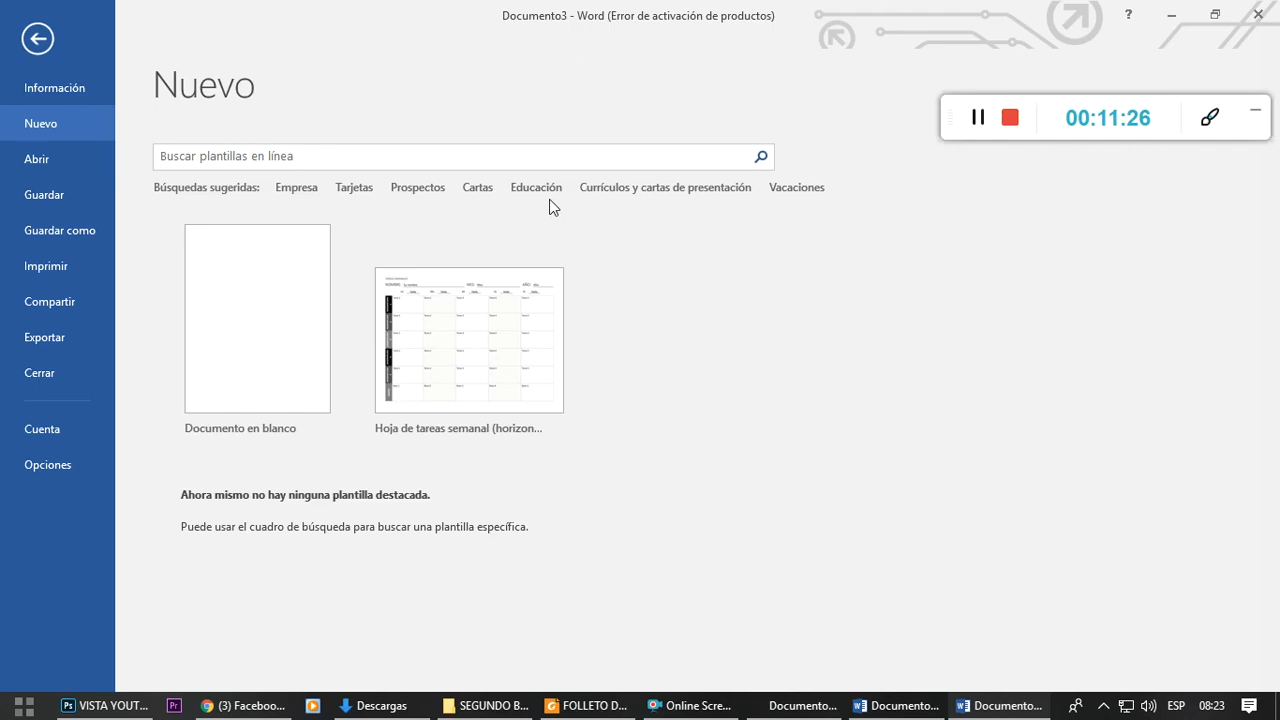 Documento3 - Word (Error de activación de productos)
?
Información
Nuevo
Abrir
Guardar
Guardar como
Imprimir
Compartir
Exportar
Cerrar
Cuenta
Opciones
Nuevo
00:11:26
Buscar plantillas en línea
Búsquedas sugeridas: Empresa Tarjetas Prospectos Cartas Educación Currículos y cartas de presentación Vacaciones
Documento en blanco
Hoja de tareas semanal (horizon...
Ahora mismo no hay ninguna plantilla destacada.
Puede usar el cuadro de búsqueda para buscar una plantilla específica.
Ps VISTA YOUT... Pr (3) Faceboo... Descargas SEGUNDO B... FOLLETO D... Online Scre... Documento... Documento... Documento... ESP 08:23